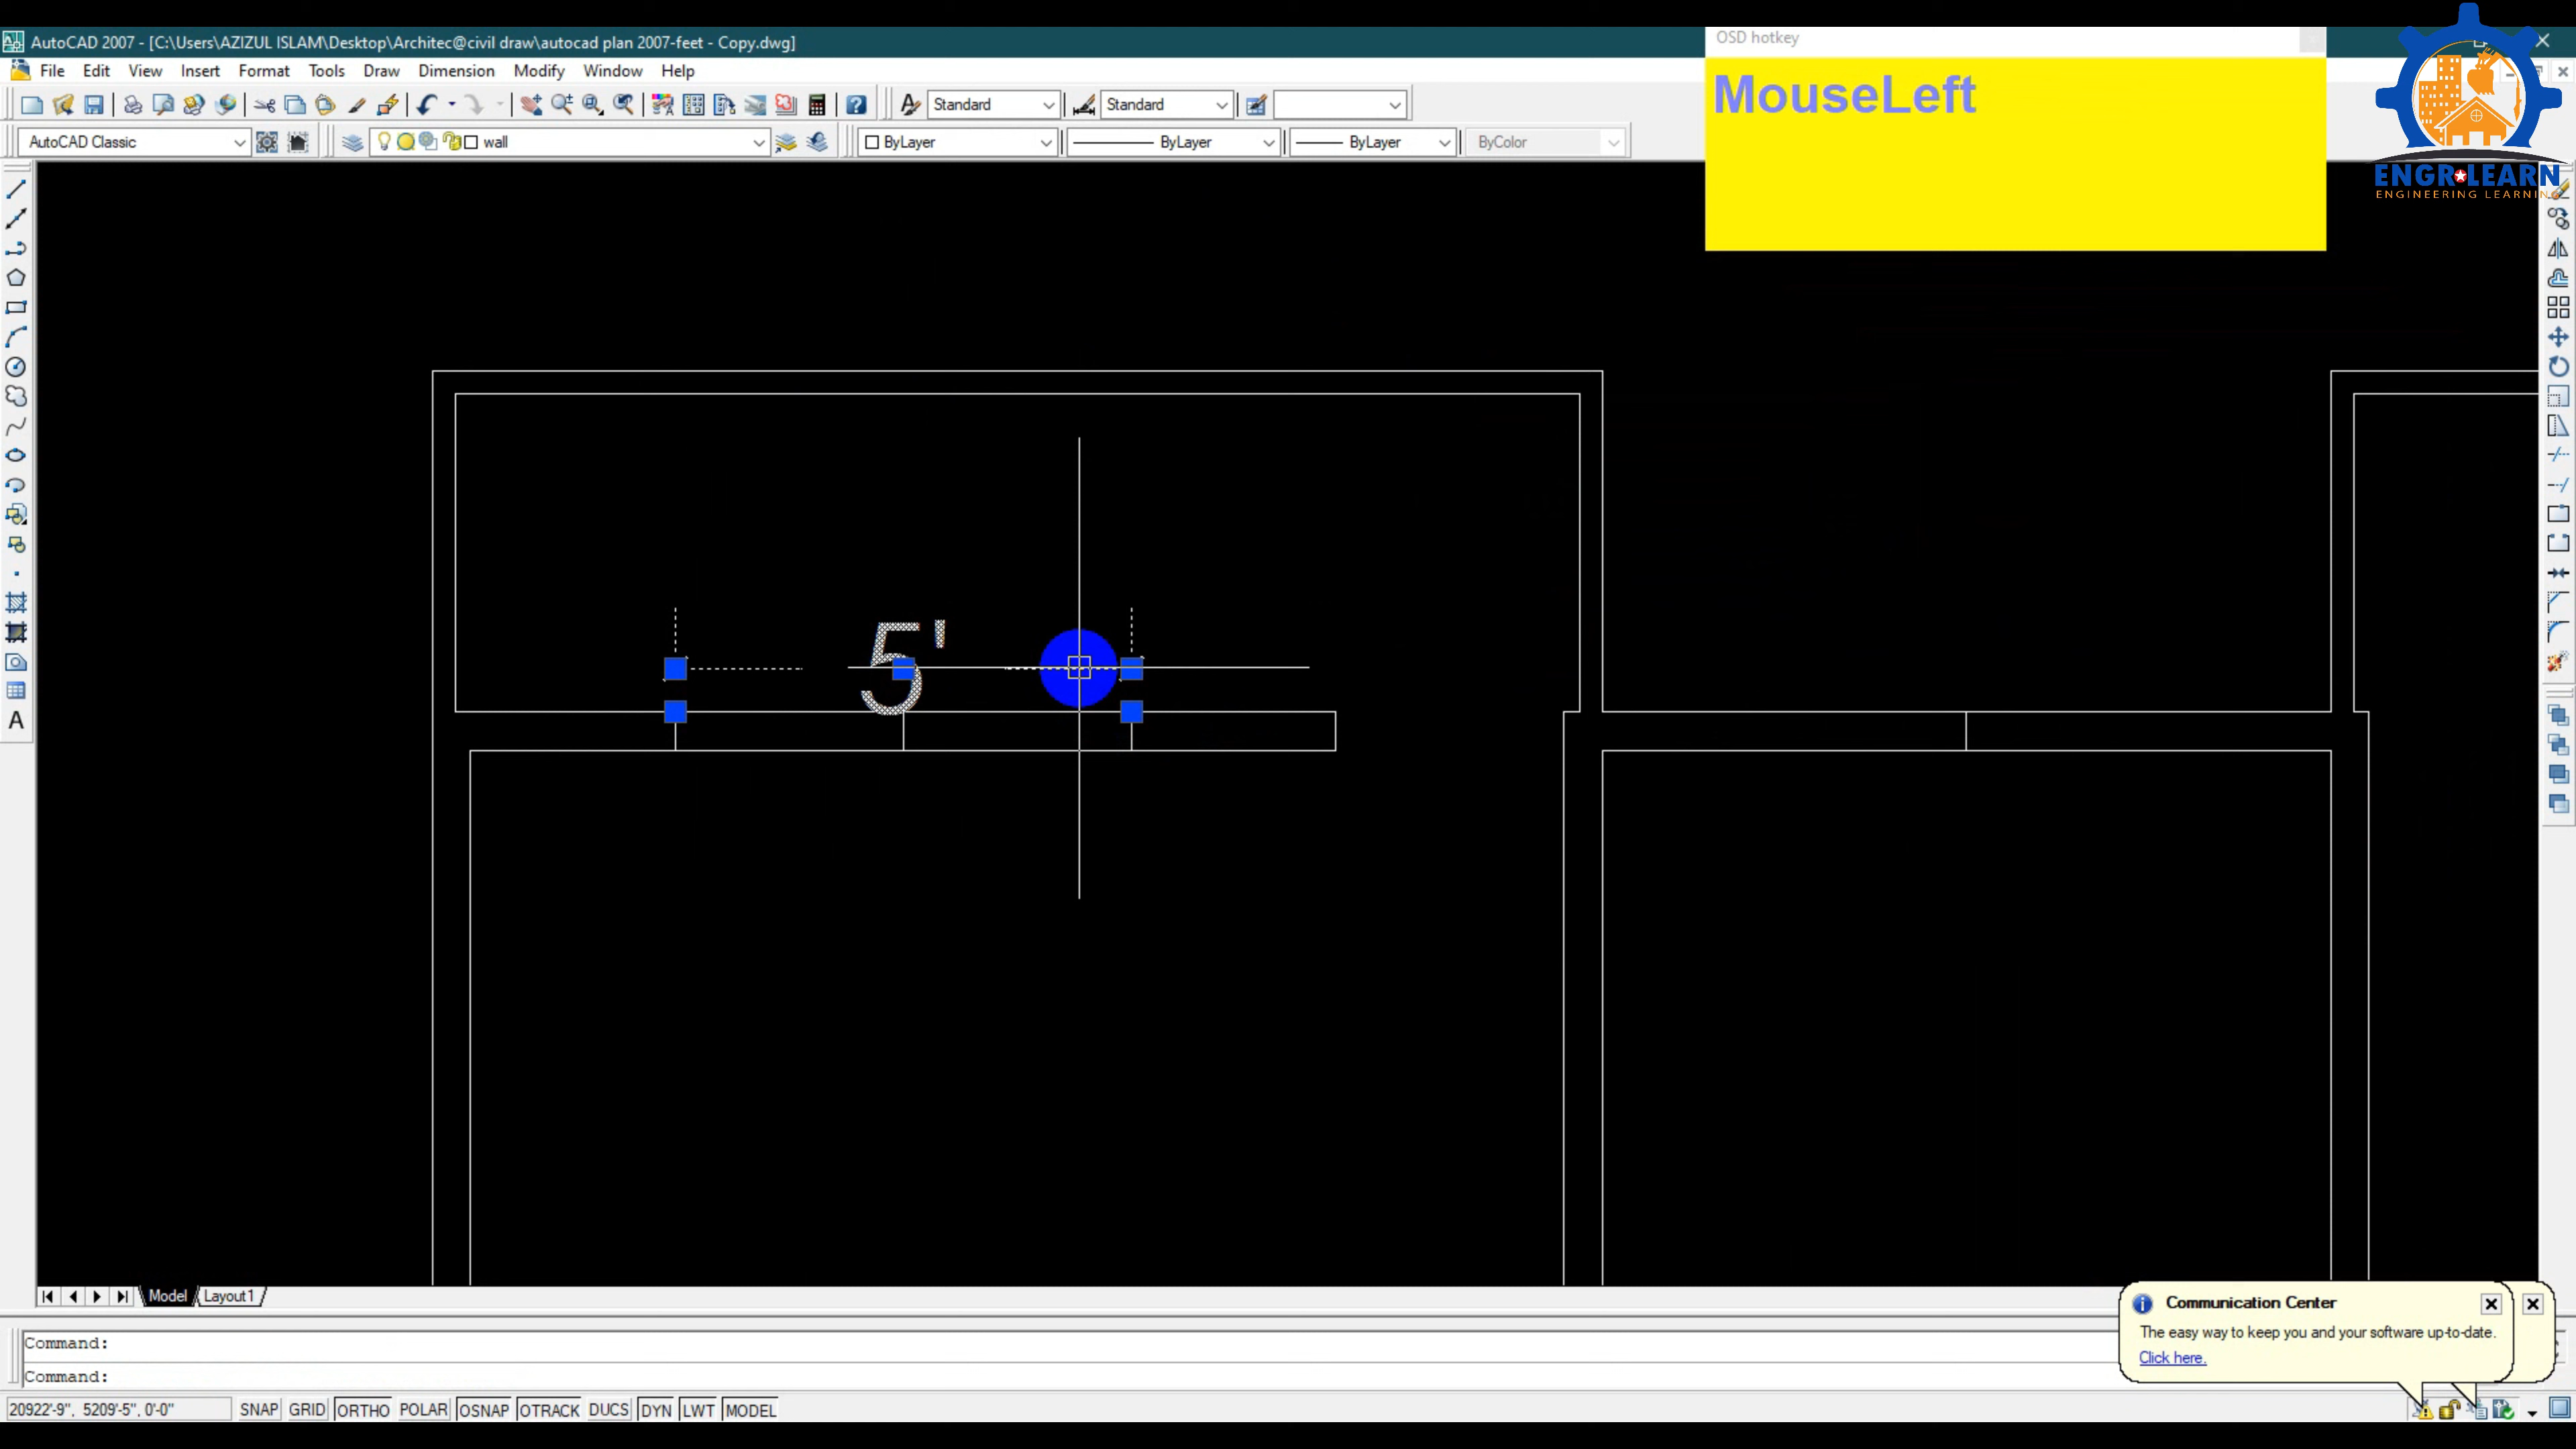 AutoCAD 2007 - [C:\Users\AZIZUL ISLAM\Desktop\Architec@civil draw\autocad plan 2007-feet - Copy.dwg]
OSD hotkey
File Edit View Insert Format Tools Draw Dimension Modify Window Help
MouseLeft
Standard Standard
AutoCAD Classic wall ByLayer ByLayer ByLayer ByColor
ENGR LEARN
ENGINEERING LEARNING
5'
A
Model Layout1
Communication Center
The easy way to keep you and your software up-to-date.
Click here.
Command:
Command:
20922'-9", 5209'-5", 0'-0" SNAP GRID ORTHO POLAR OSNAP OTRACK DUCS DYN LWT MODEL